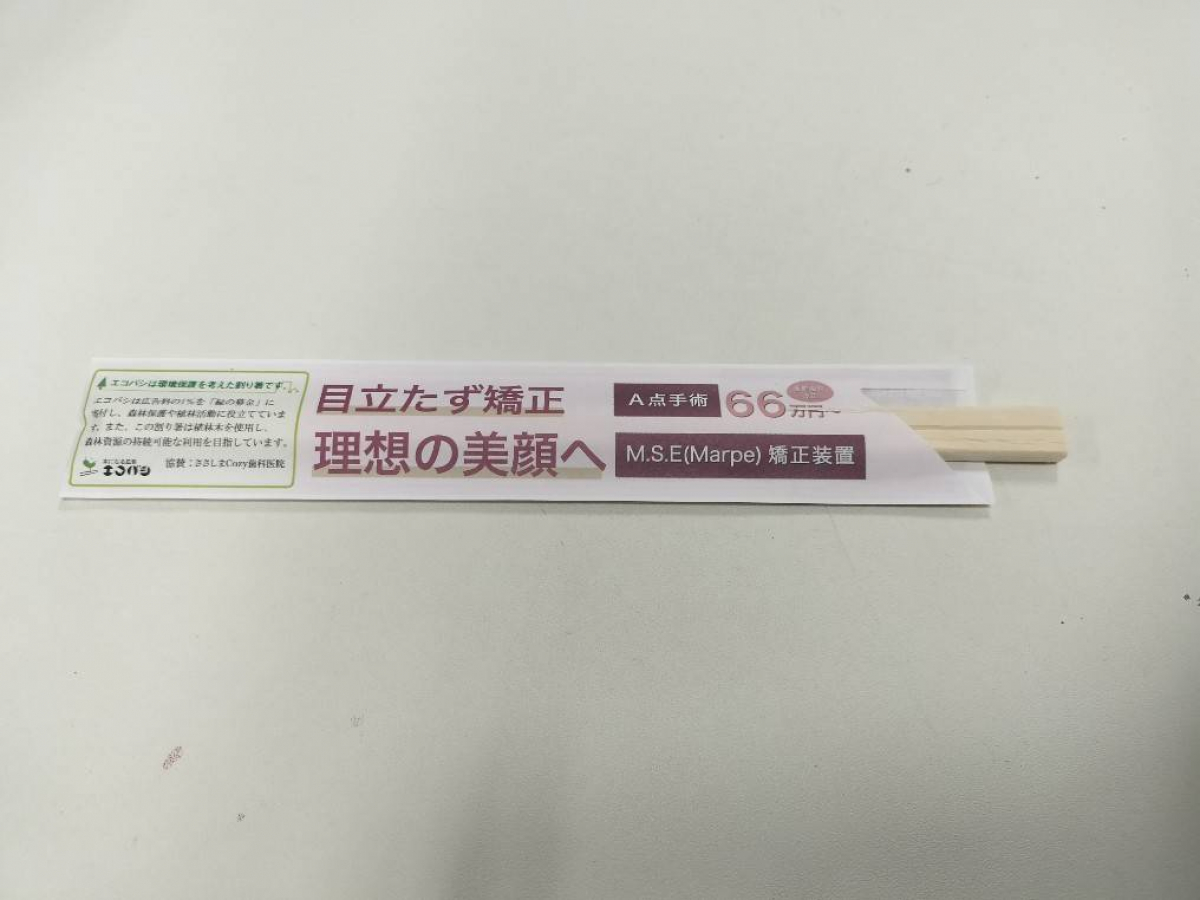 エコバシは環境保護を考えた割り箸です
エコバシは広告料の1%を「緑の募金」に
寄付し、森林保護や植林活動に役立てていま
す。また、この割り箸は植林木を使用し、
森林資源の持続可能な利用を目指しています。
エコバシ
協賛:ささしまCozy歯科医院
目立たず矯正
理想の美顔へ
A点手術
66万円~
M.S.E(Marpe) 矯正装置